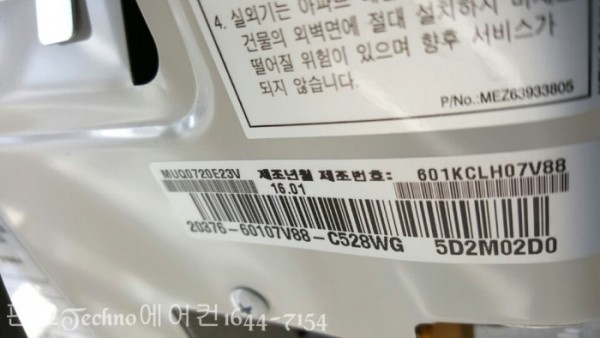 4. 실외기는 아파트
건물의 외벽면에 절대 설치하지
떨어질 위험이 있으며 향후 서비스가
되지 않습니다.
P/No.:MEZ63933805
MUQ0720E23V 제조년월 제조번호: 601KCLH07V88
16.01
20376-60107V88-C528WG 5D2M02D0
Techno에어컨1644-7154